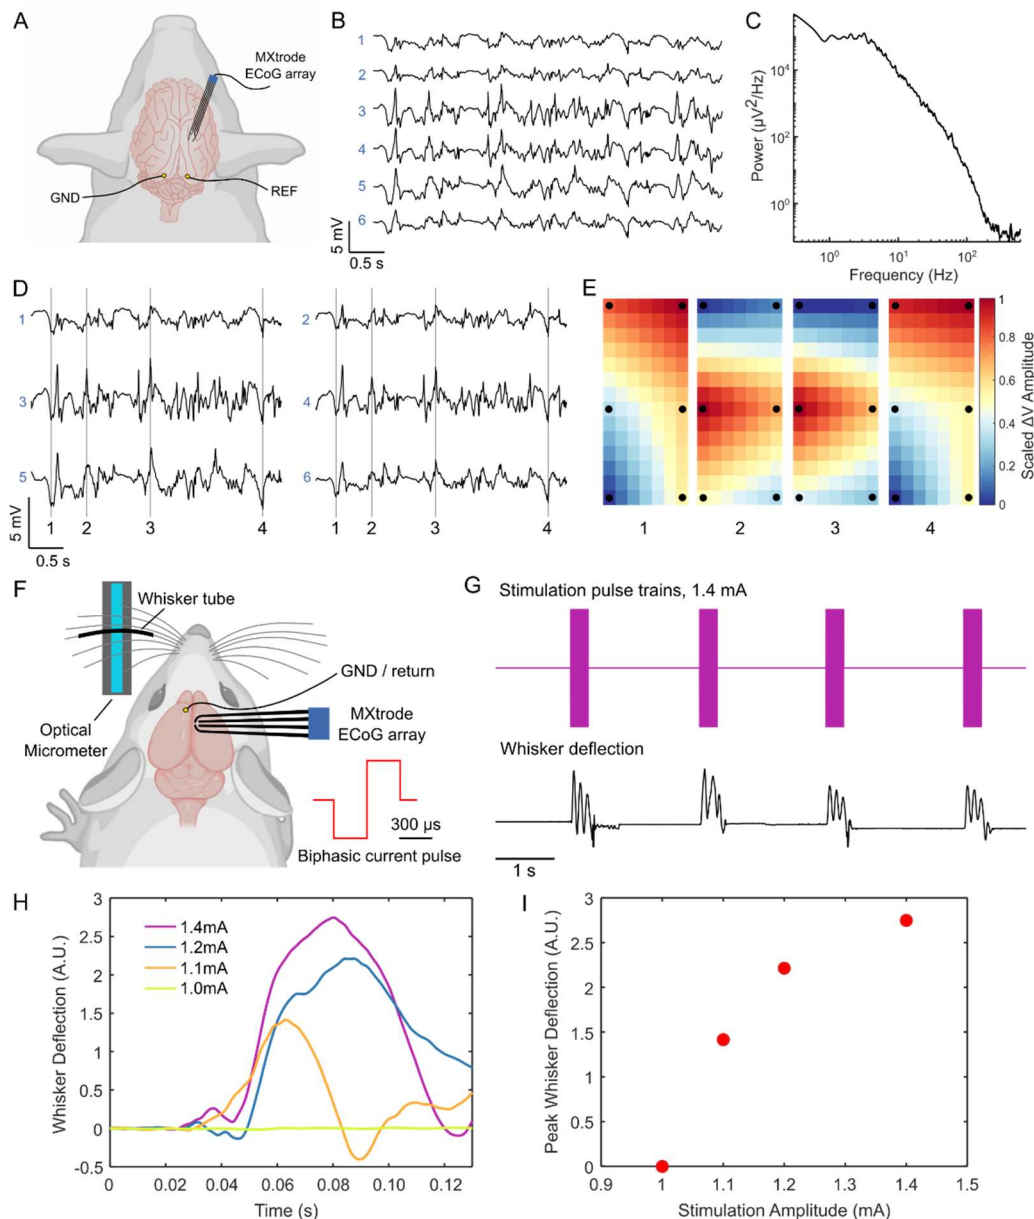 A
MXtrode
ECoG array
GND
REF
B
1
2
3
4
5
6
5 mV
0.5 s
C
Power (µV²/Hz)
10⁴
10²
10⁰
10⁰ 10¹ 10²
Frequency (Hz)
D
1 2
3 4
5 6
5 mV
0.5 s
1 2 3 4
1 2 3 4
E
1 2 3 4
1
0.8
0.6
0.4
0.2
0
Scaled ΔV Amplitude
F
Whisker tube
GND / return
Optical
Micrometer
MXtrode
ECoG array
300 µs
Biphasic current pulse
G
Stimulation pulse trains, 1.4 mA
Whisker deflection
1 s
H
Whisker Deflection (A.U.)
3
2.5
2
1.5
1
0.5
0
-0.5
1.4mA
1.2mA
1.1mA
1.0mA
0 0.02 0.04 0.06 0.08 0.10 0.12
Time (s)
I
Peak Whisker Deflection (A.U.)
3
2.5
2
1.5
1
0.5
0
0.9 1 1.1 1.2 1.3 1.4 1.5
Stimulation Amplitude (mA)